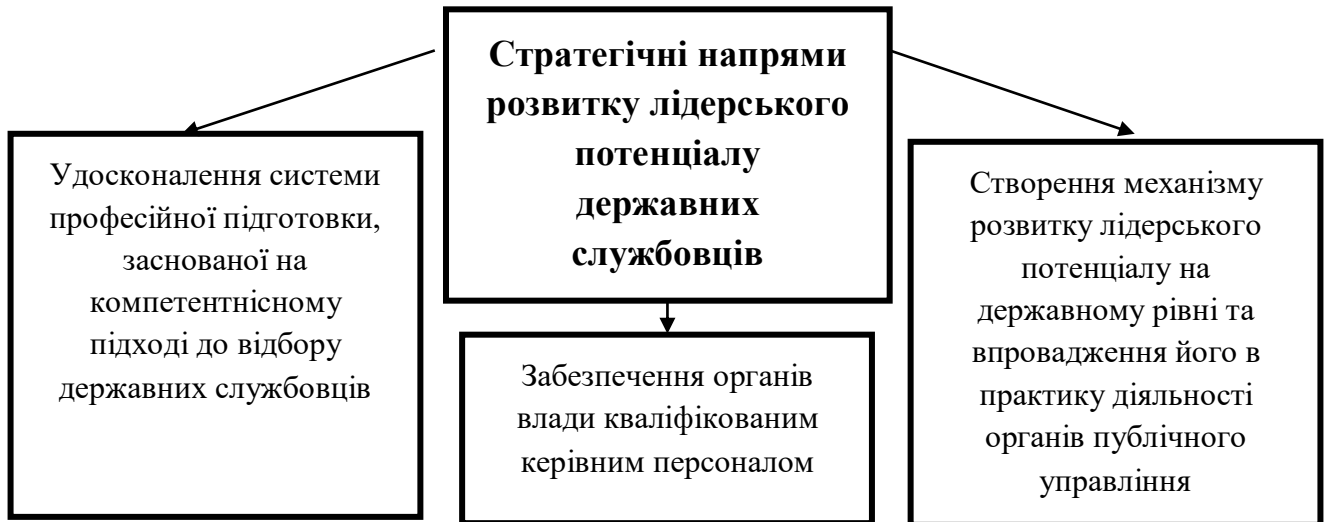 Стратегічні напрями
розвитку лідерського
потенціалу
державних
службовців
Удосконалення системи
професійної підготовки,
заснованої на
компетентнісному
підході до відбору
державних службовців
Забезпечення органів
влади кваліфікованим
керівним персоналом
Створення механізму
розвитку лідерського
потенціалу на
державному рівні та
впровадження його в
практику діяльності
органів публічного
управління